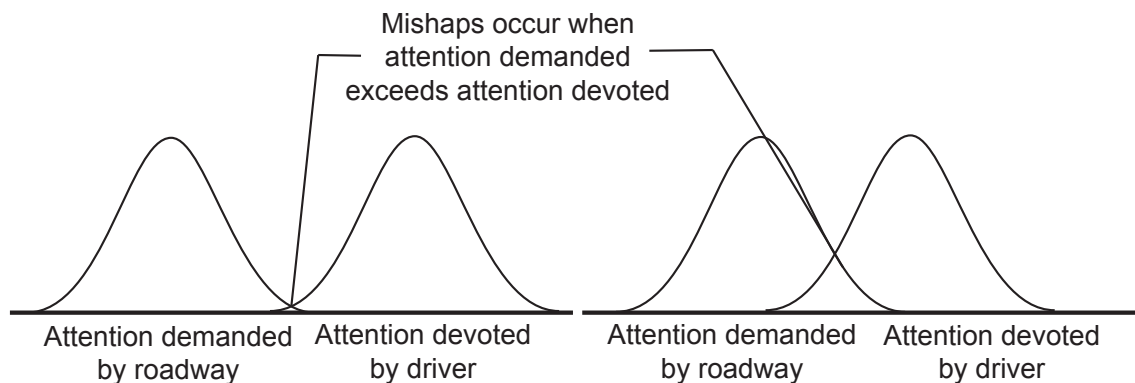 Mishaps occur when
attention demanded
exceeds attention devoted
Attention demanded
by roadway
Attention devoted
by driver
Attention demanded
by roadway
Attention devoted
by driver